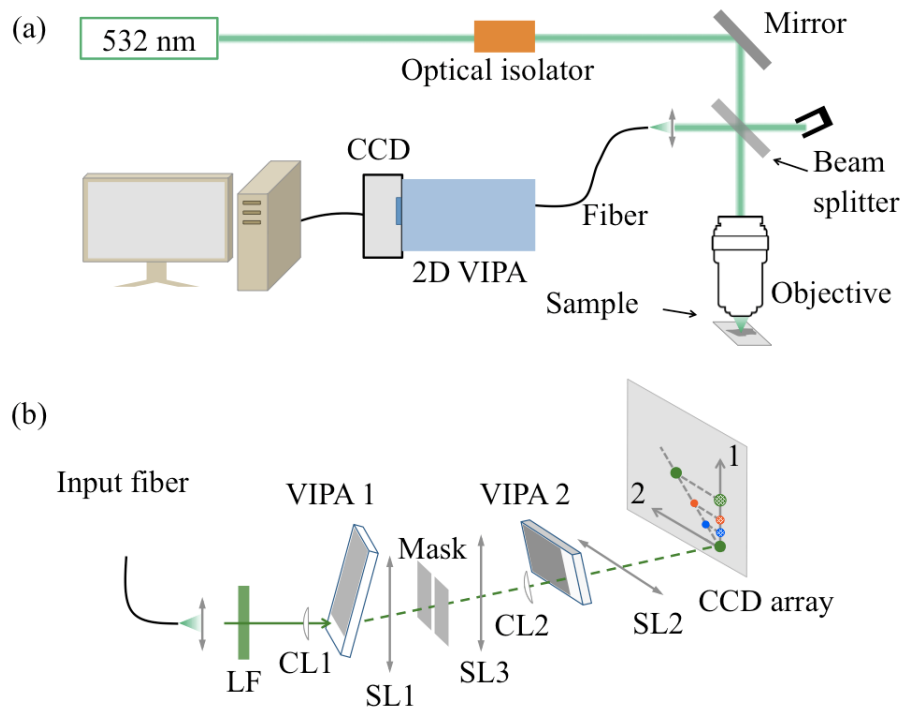 (a)
532 nm
Optical isolator
Mirror
Beam
splitter
CCD
Fiber
2D VIPA
Objective
Sample
(b)
Input fiber
VIPA 1
VIPA 2
Mask
1
2
CCD array
LF
CL1
SL1
SL3
CL2
SL2